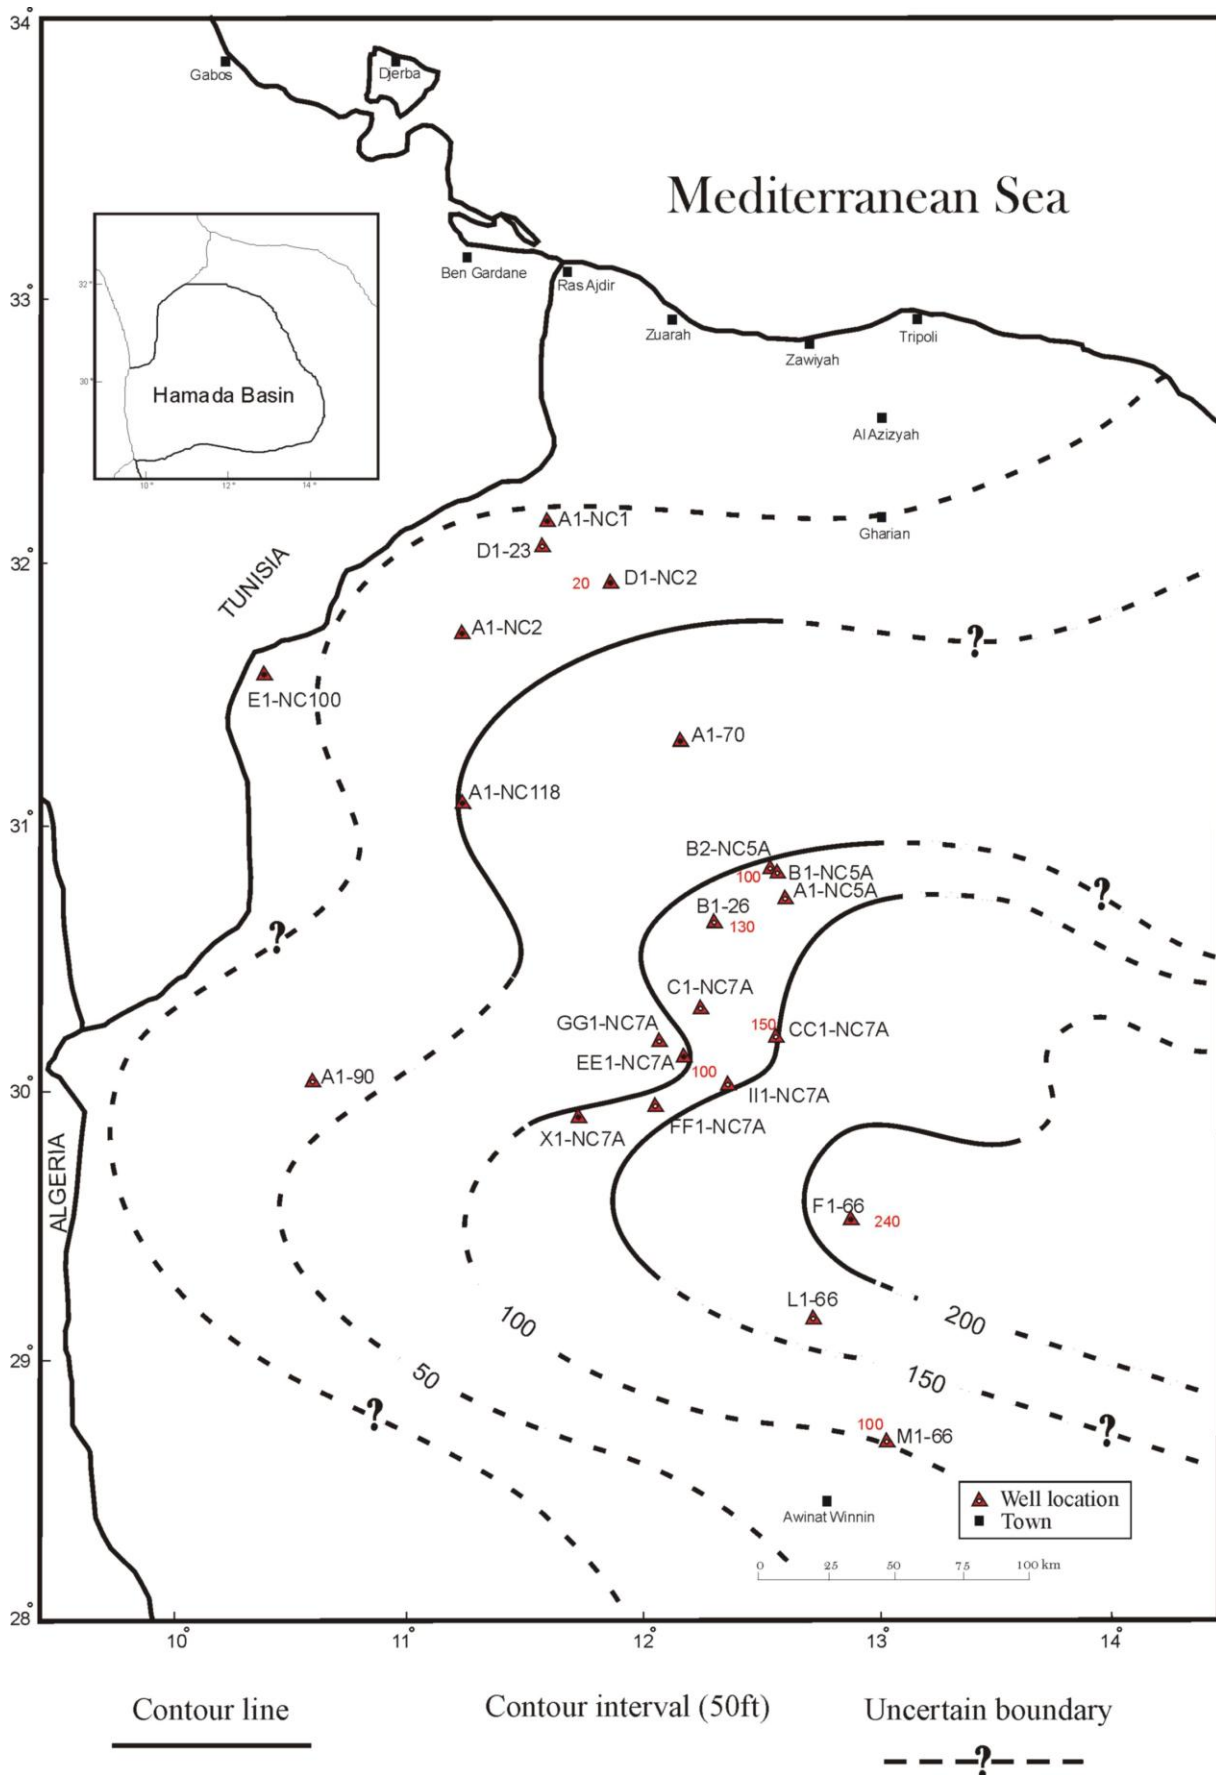 34°
Gabos
Djerba
Mediterranean Sea
Ben Gardane
Ras Ajdir
33°
32°
30°
Hamada Basin
10°
12°
14°
Zuarah
Zawiyah
Tripoli
Al Azizyah
Gharian
A1-NC1
D1-23
32°
20
D1-NC2
TUNISIA
A1-NC2
?
E1-NC100
A1-70
A1-NC118
31°
B2-NC5A
100
B1-NC5A
A1-NC5A
?
B1-26
130
?
C1-NC7A
GG1-NC7A
150
CC1-NC7A
EE1-NC7A
100
30°
A1-90
II1-NC7A
X1-NC7A
FF1-NC7A
ALGERIA
F1-66
240
L1-66
100
200
29°
50
150
?
100
?
M1-66
Awinat Winnin
Well location
Town
0 25 50 75 100 km
28°
10° 11° 12° 13° 14°
Contour line
Contour interval (50ft)
Uncertain boundary
?